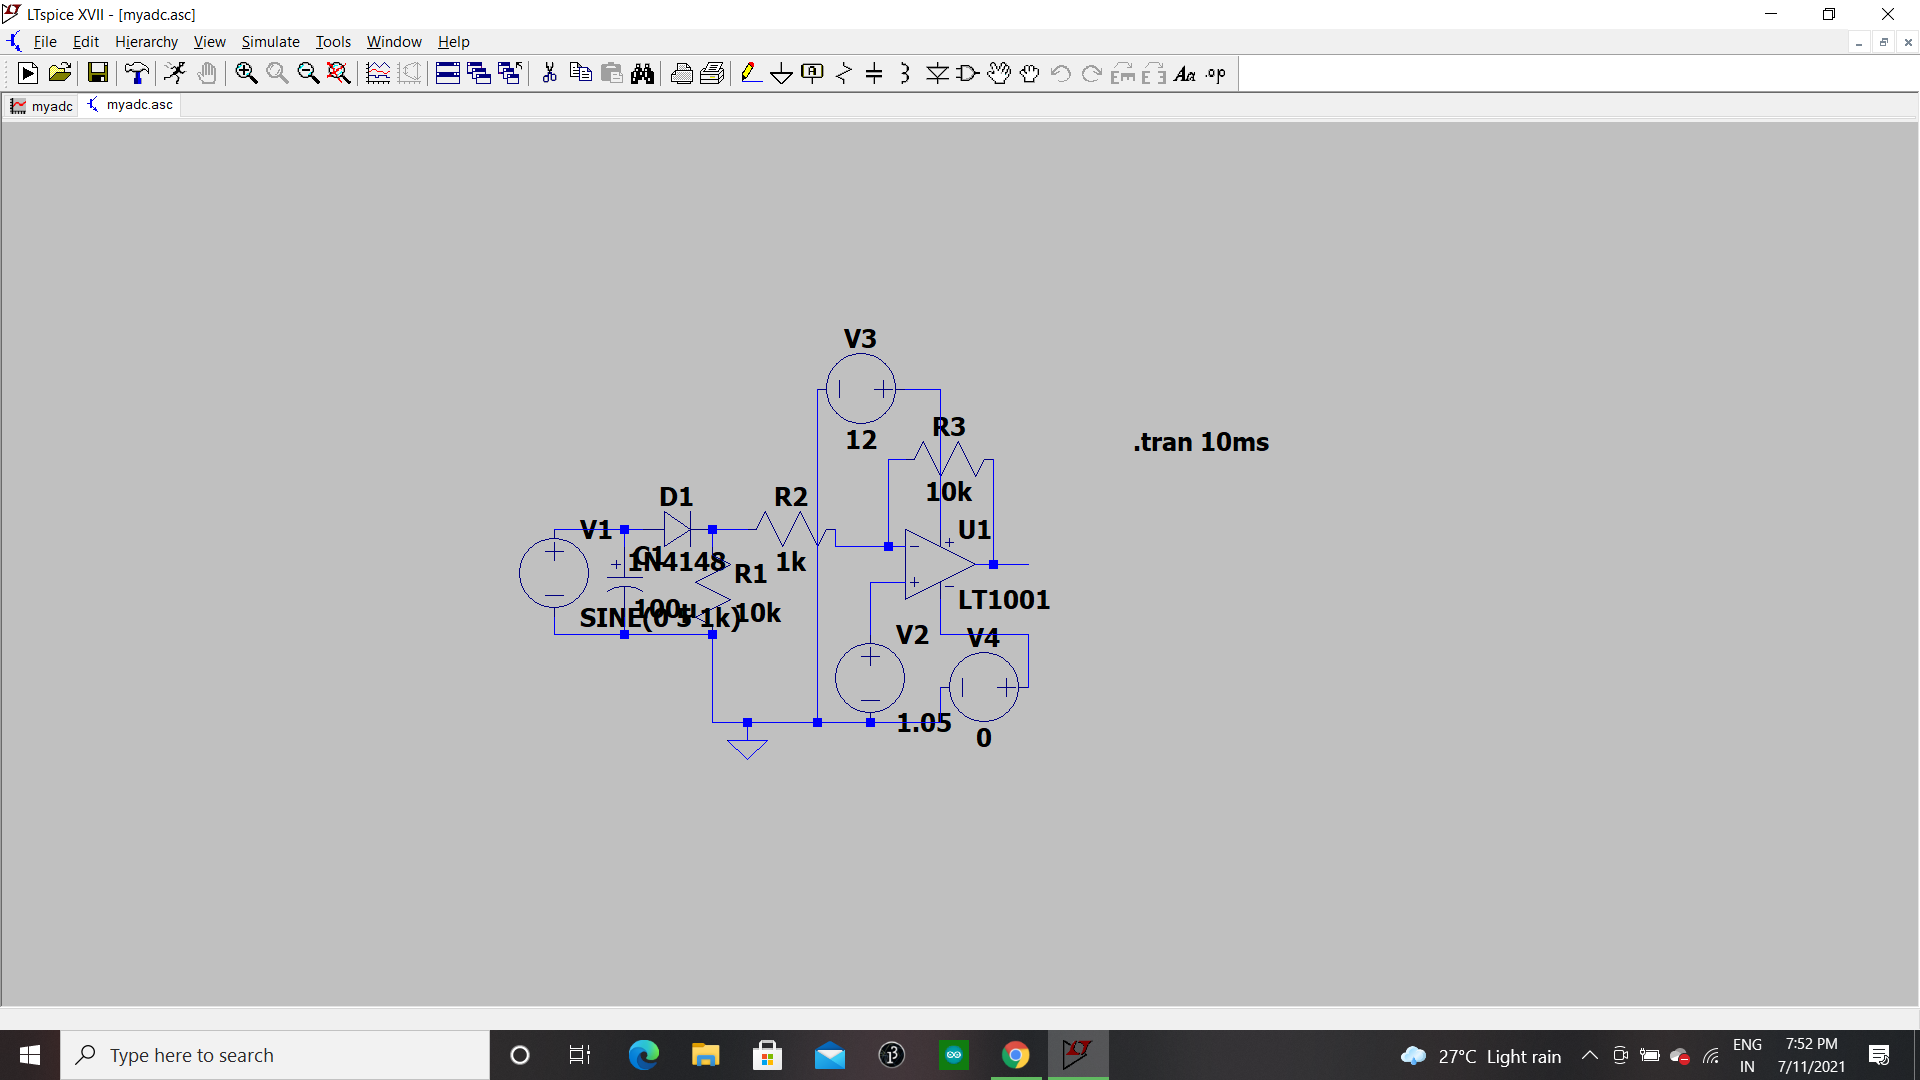 LTspice XVII - [myadc.asc]
File Edit Hierarchy View Simulate Tools Window Help
.op
myadc myadc.asc
V3
12
R3
10k
.tran 10ms
D1
1N4148
R2
1k
V1
SINE(0 5 1k)
C1
100µ
R1
10k
U1
LT1001
V2
1.05
V4
0
Type here to search
27°C Light rain
ENG
IN
7:52 PM
7/11/2021